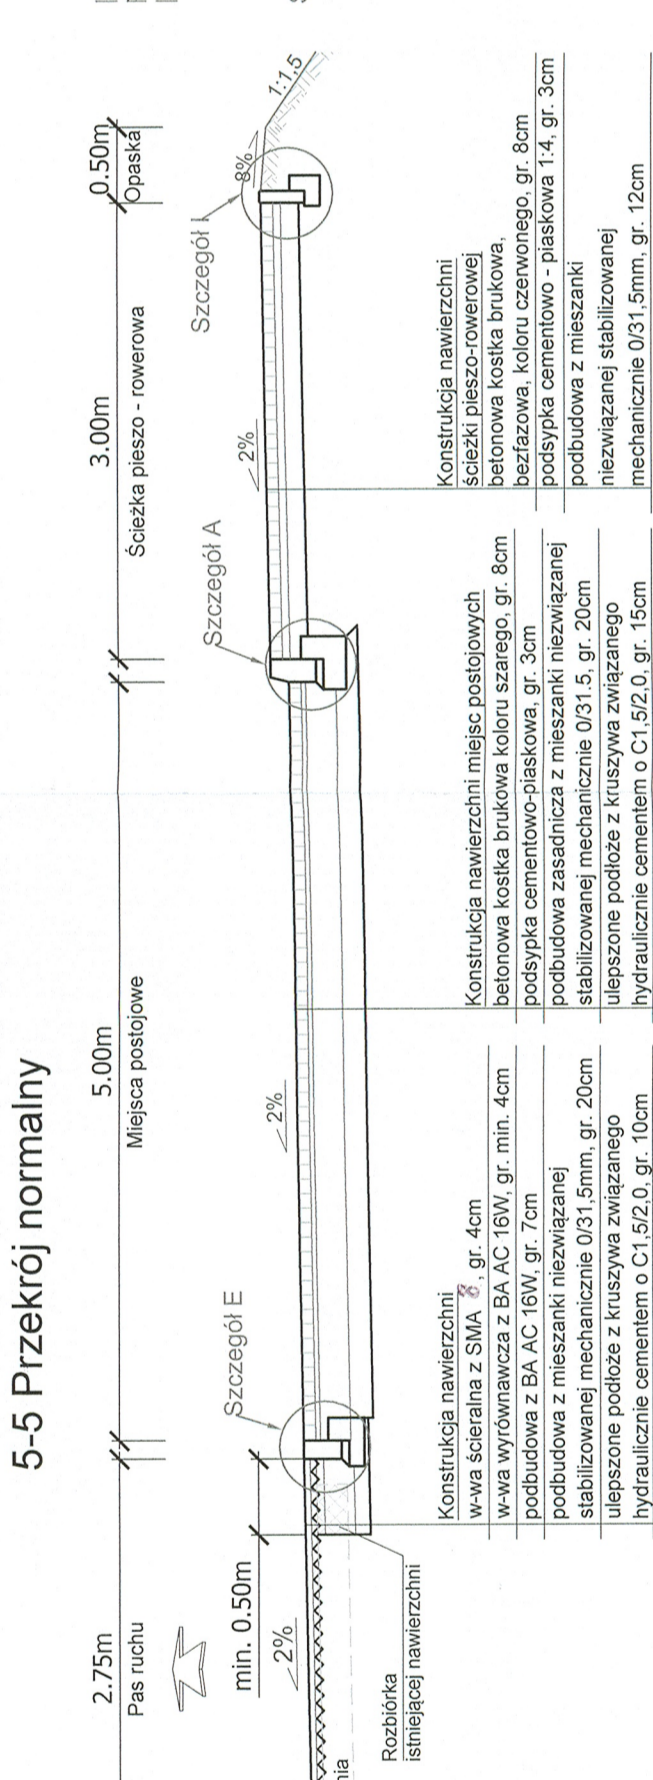 5-5 Przekrój normalny
2.75m
5.00m
3.00m
0.50m
Pas ruchu
Miejsca postojowe
Ścieżka pieszo - rowerowa
Opaska
min. 0.50m
Szczegół E
Szczegół A
Szczegół I
2%
2%
2%
8%
1:1,5
Rozbiórka
istniejącej nawierzchni
Konstrukcja nawierzchni
w-wa ścieralna z SMA 8, gr. 4cm
w-wa wyrównawcza z BA AC 16W, gr. min. 4cm
podbudowa z BA AC 16W, gr. 7cm
podbudowa z mieszanki niezwiązanej
stabilizowanej mechanicznie 0/31,5mm, gr. 20cm
ulepszone podłoże z kruszywa związanego
hydraulicznie cementem o C1,5/2,0, gr. 10cm
Konstrukcja nawierzchni miejsc postojowych
betonowa kostka brukowa koloru szarego, gr. 8cm
podsypka cementowo-piaskowa, gr. 3cm
podbudowa zasadnicza z mieszanki niezwiązanej
stabilizowanej mechanicznie 0/31.5, gr. 20cm
ulepszone podłoże z kruszywa związanego
hydraulicznie cementem o C1,5/2,0, gr. 15cm
Konstrukcja nawierzchni
ścieżki pieszo-rowerowej
betonowa kostka brukowa,
bezfazowa, koloru czerwonego, gr. 8cm
podsypka cementowo - piaskowa 1:4, gr. 3cm
podbudowa z mieszanki
niezwiązanej stabilizowanej
mechanicznie 0/31,5mm, gr. 12cm